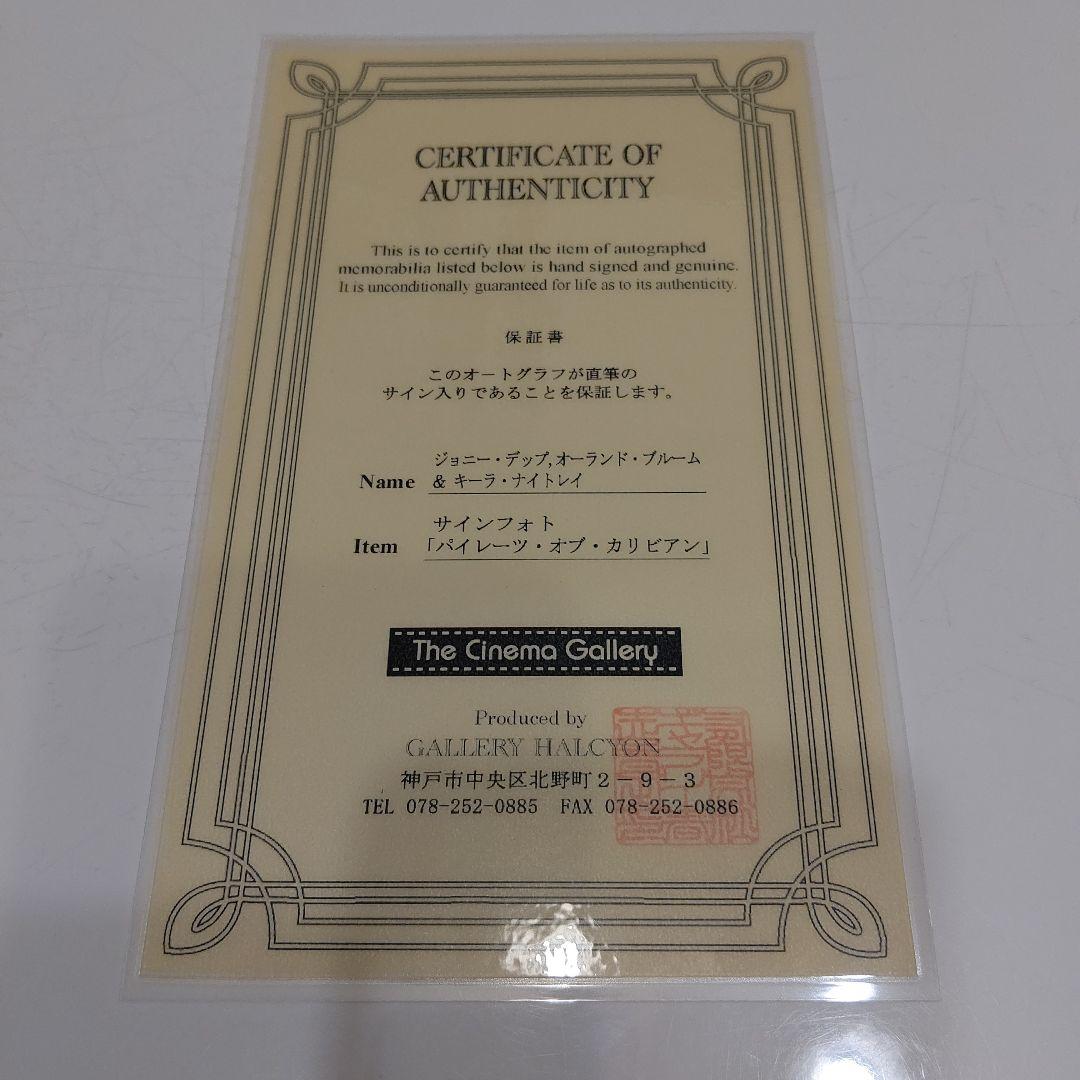 CERTIFICATE OF
AUTHENTICITY
This is to certify that the item of autographed
memorabilia listed below is hand signed and genuine.
It is unconditionally guaranteed for life as to its authenticity.
保証書
このオートグラフが直筆の
サイン入りであることを保証します。
ジョニー・デップ,オーランド・ブルーム
Name & キーラ・ナイトレイ
サインフォト
Item 「パイレーツ・オブ・カリビアン」
The Cinema Gallery
Produced by
GALLERY HALCYON
神戸市中央区北野町2-9-3
TEL 078-252-0885 FAX 078-252-0886